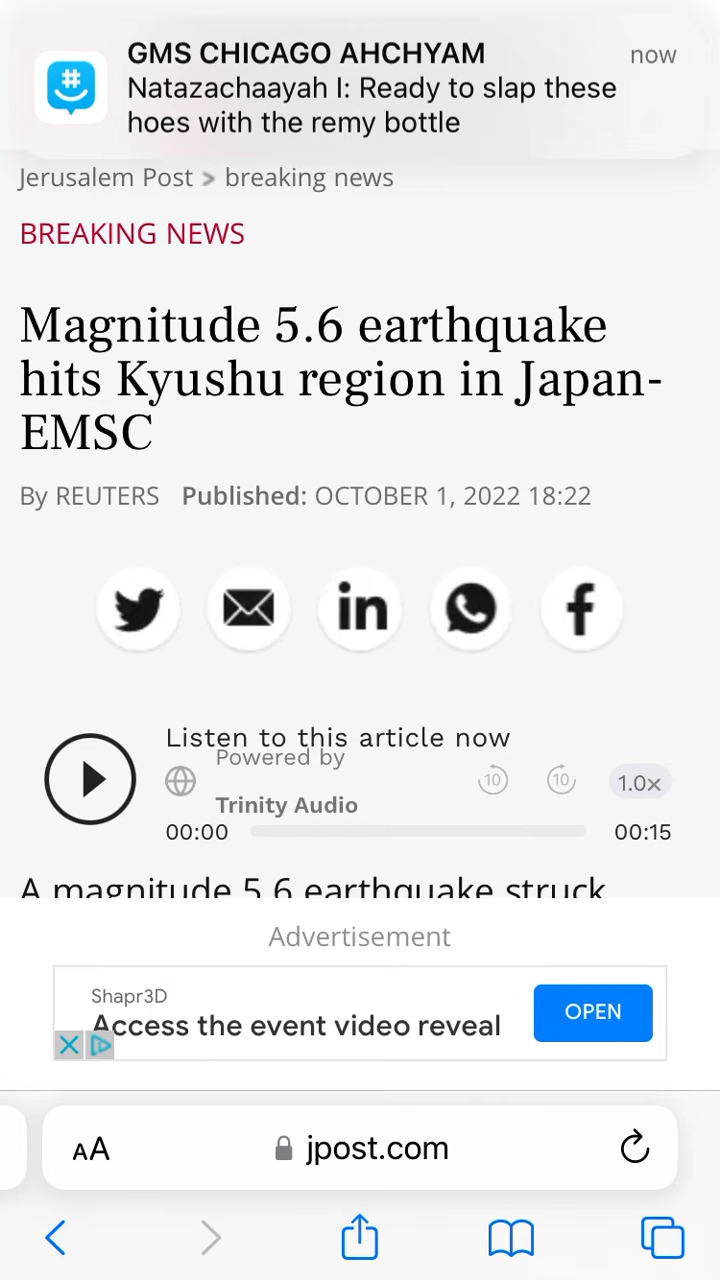 GMS CHICAGO AHCHYAM
now
Natazachaayah I: Ready to slap these
hoes with the remy bottle
Jerusalem Post > breaking news
BREAKING NEWS
Magnitude 5.6 earthquake
hits Kyushu region in Japan-
EMSC
By REUTERS Published: OCTOBER 1, 2022 18:22
Listen to this article now
Powered by
Trinity Audio
10
10
1.0x
00:00
00:15
A magnitude 5.6 earthquake struck
Advertisement
Shapr3D
Access the event video reveal
OPEN
AA
jpost.com